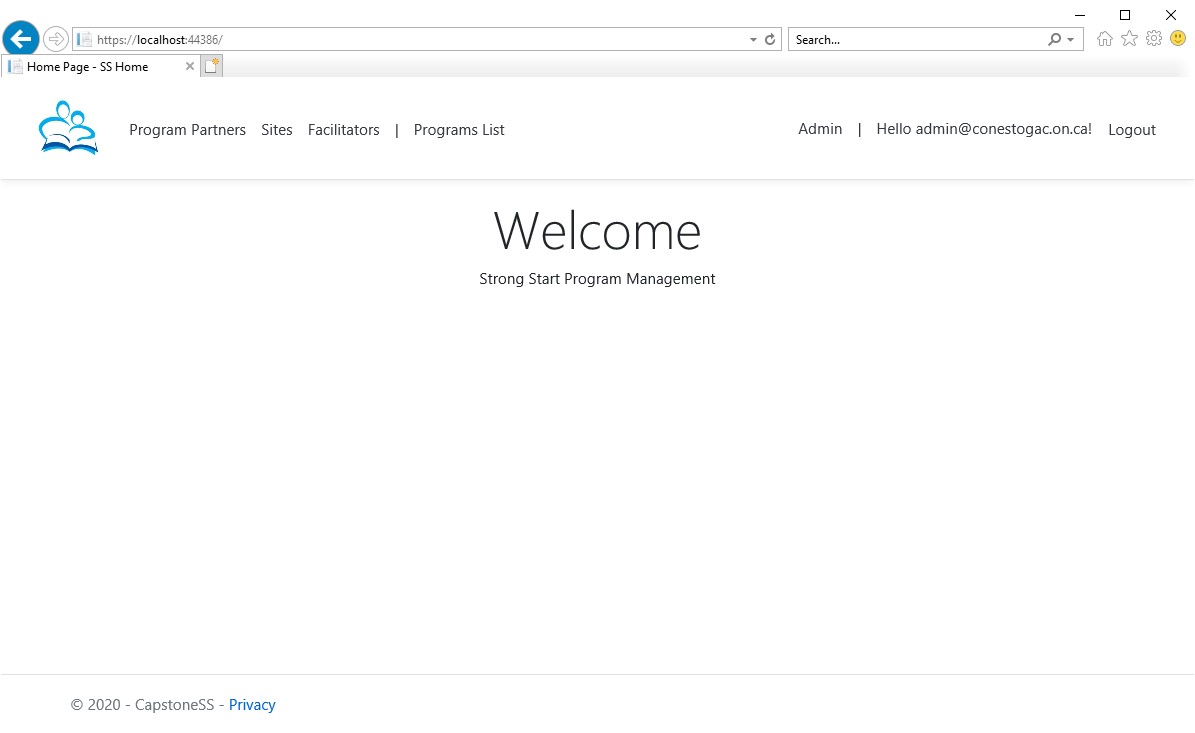 https://localhost:44386/
Search...
Home Page - SS Home
Program Partners Sites Facilitators | Programs List Admin | Hello admin@conestogac.on.ca! Logout
Welcome
Strong Start Program Management
© 2020 - CapstoneSS - Privacy